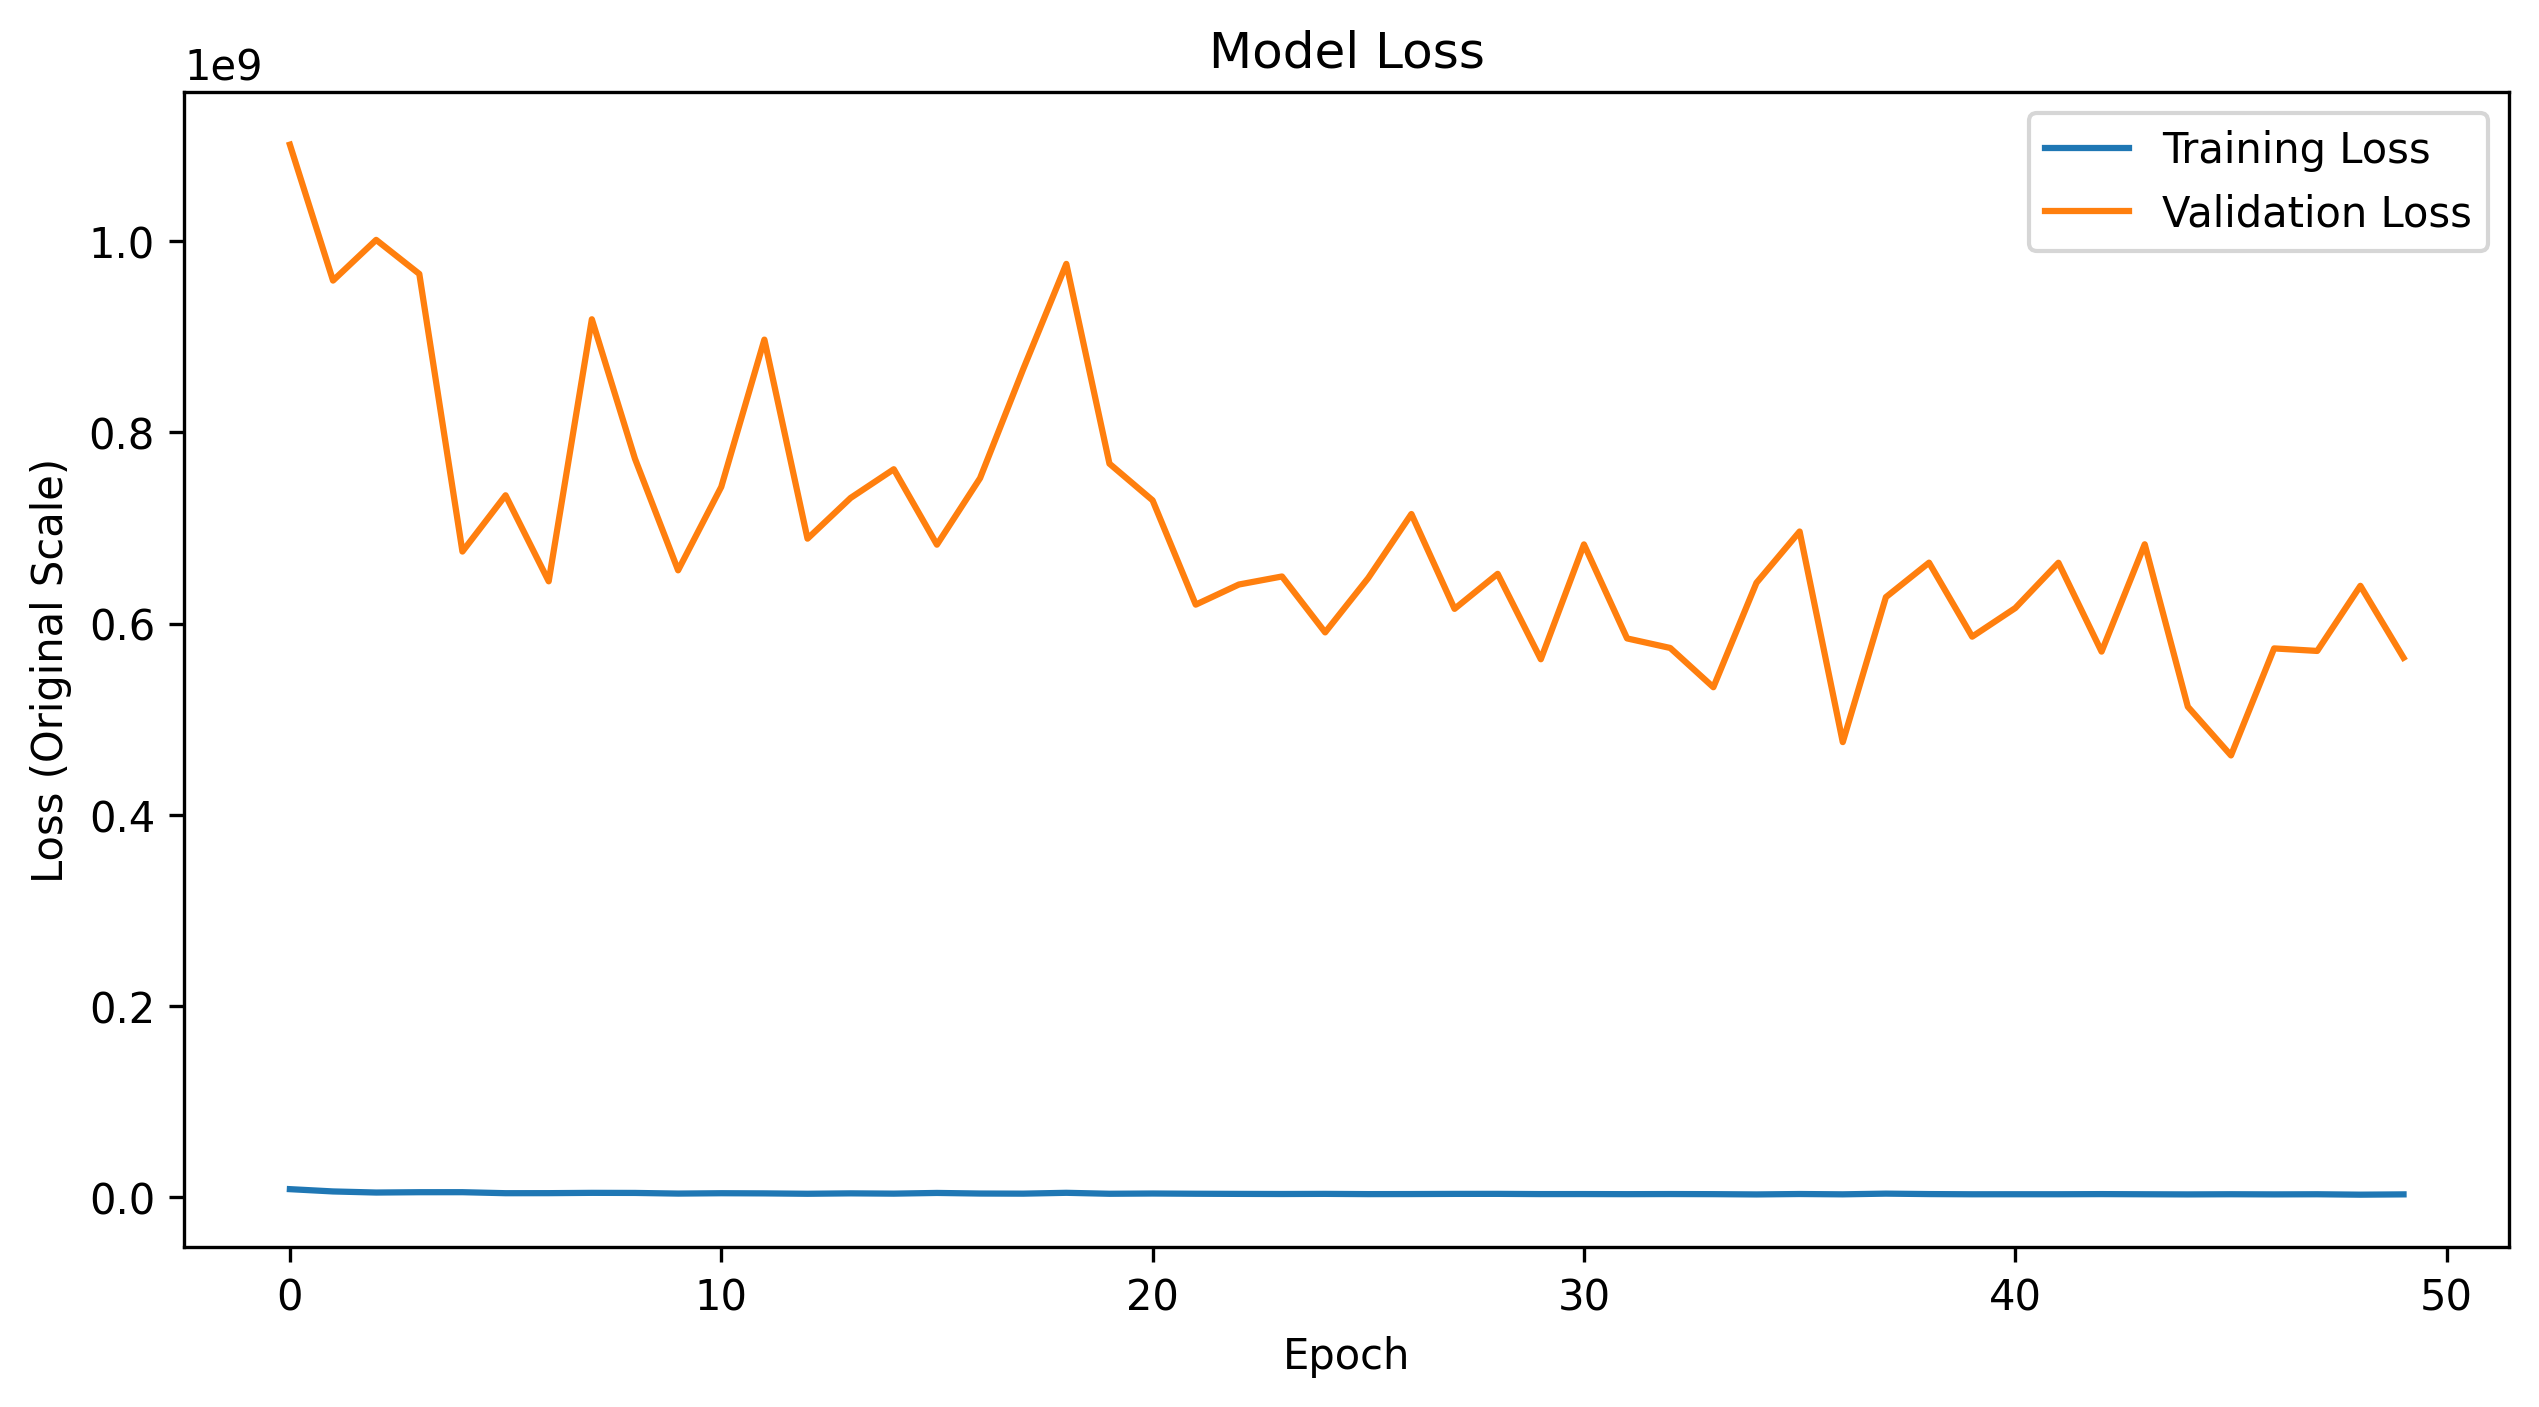 Model Loss
1e9
Training Loss
Validation Loss
1.0
0.8
0.6
0.4
0.2
0.0
Loss (Original Scale)
0 10 20 30 40 50
Epoch